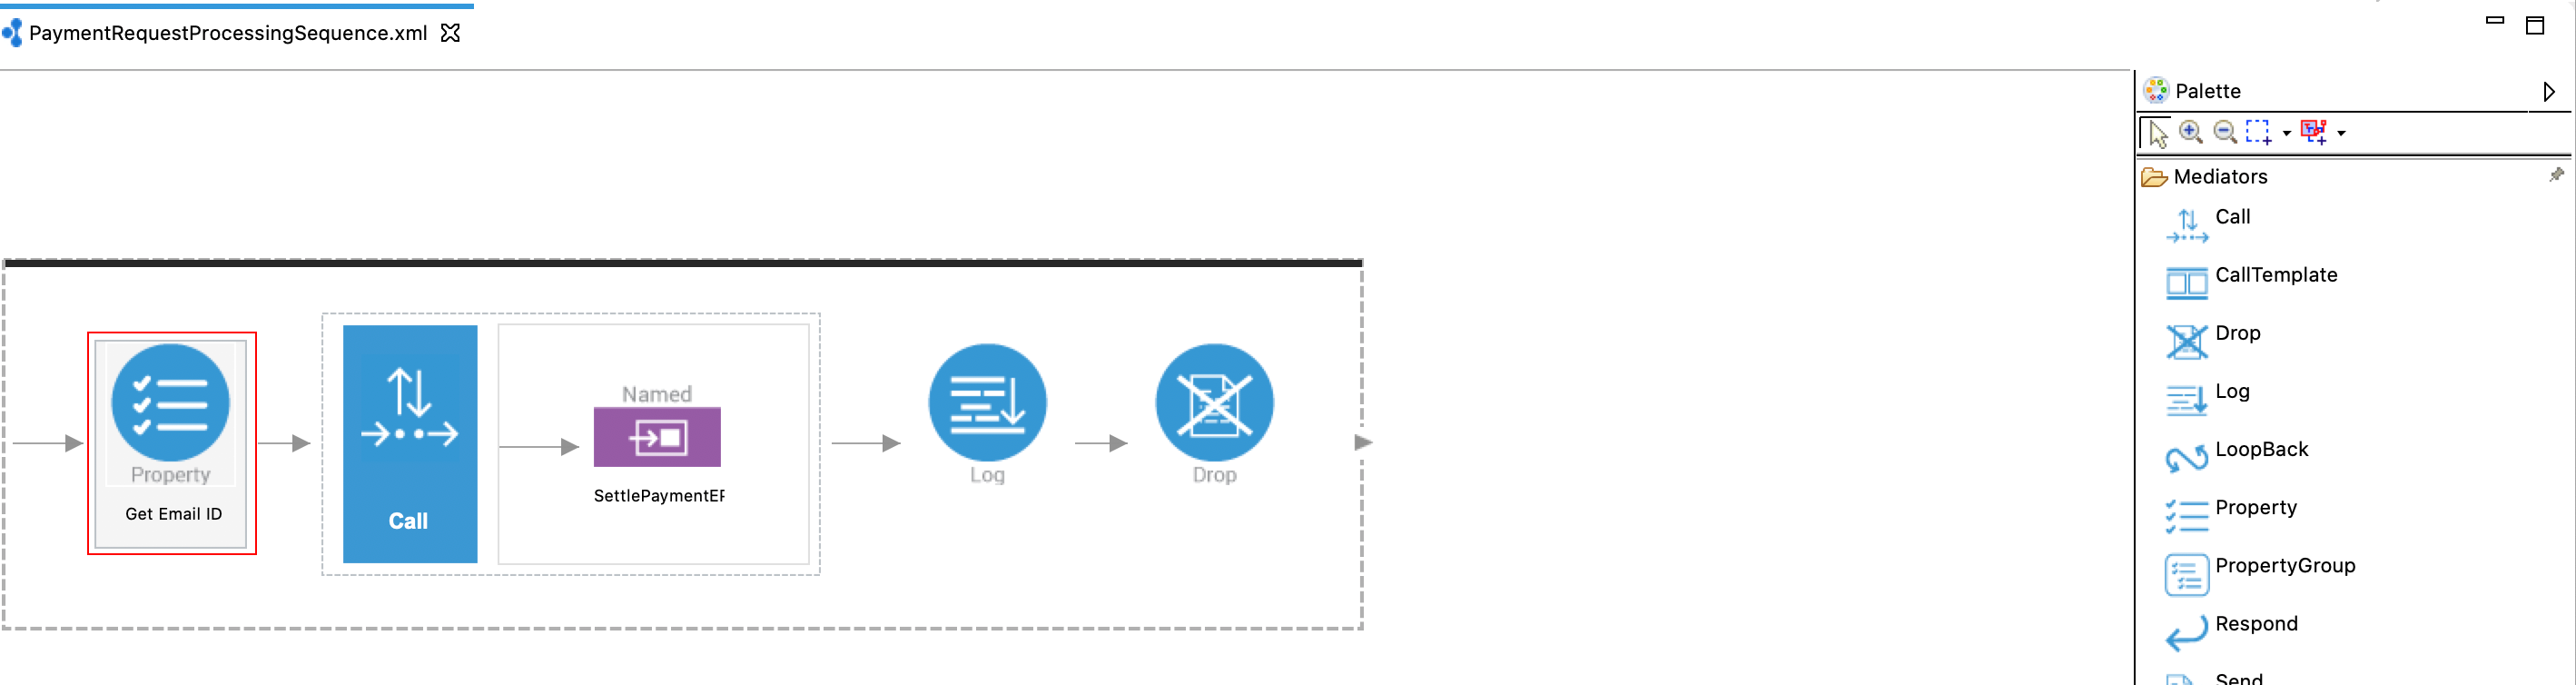 PaymentRequestProcessingSequence.xml
Palette
Mediators
Call
CallTemplate
Drop
Log
LoopBack
Property
PropertyGroup
Respond
Send
Property
Get Email ID
Call
Named
SettlePaymentEP
Log
Drop